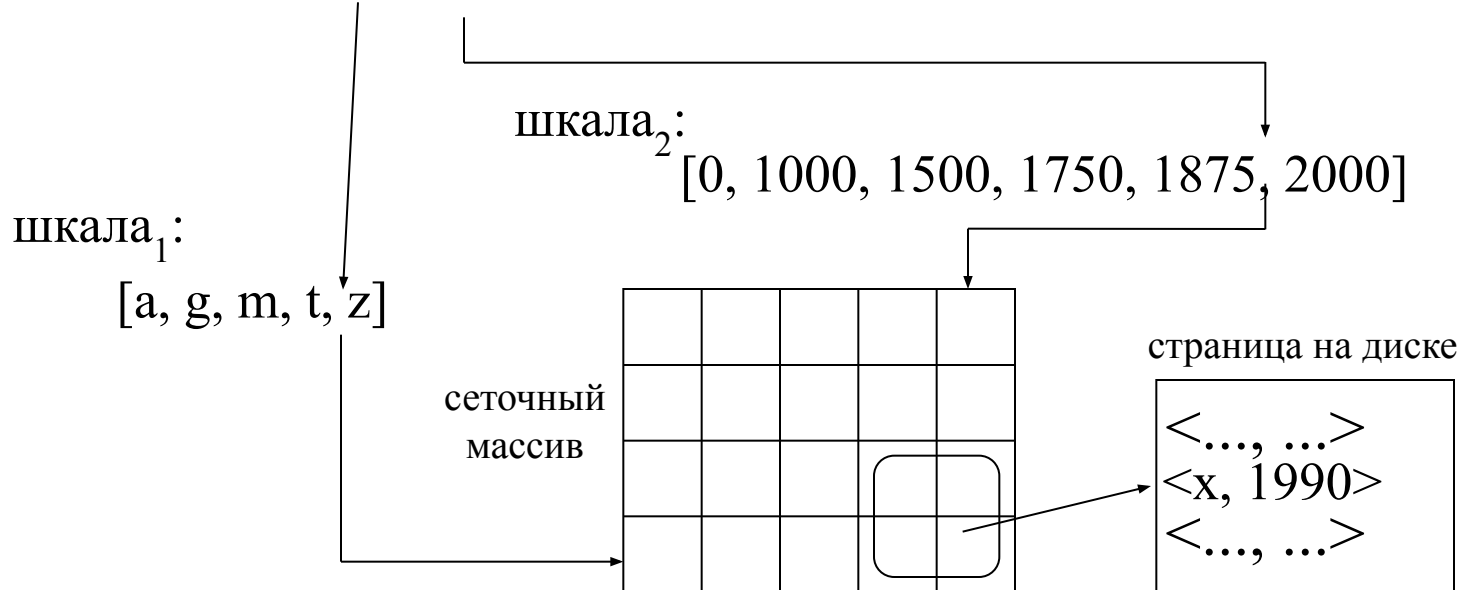 шкала2:
[0, 1000, 1500, 1750, 1875, 2000]
шкала1:
[a, g, m, t, z]
страница на диске
сеточный
массив
<..., ...>
<x, 1990>
<..., ...>